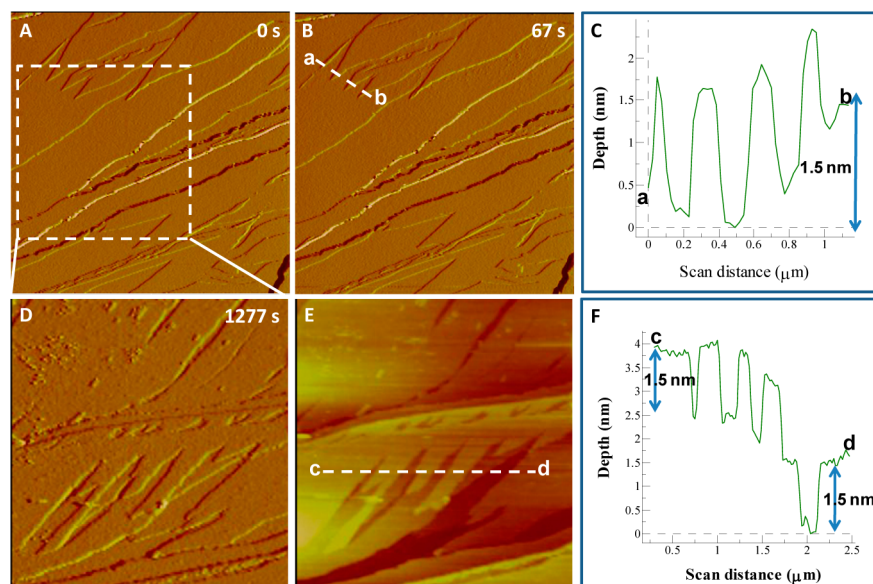 A 0 s
B 67 s
a
b
C
Depth (nm)
2
1.5
1
0.5
0
a
b
1.5 nm
0 0.2 0.4 0.6 0.8 1
Scan distance (μm)
D 1277 s
E
c d
F
Depth (nm)
4
3.5
3
2.5
2
1.5
1
0.5
0
c
1.5 nm
d
1.5 nm
0.5 1 1.5 2 2.5
Scan distance (μm)